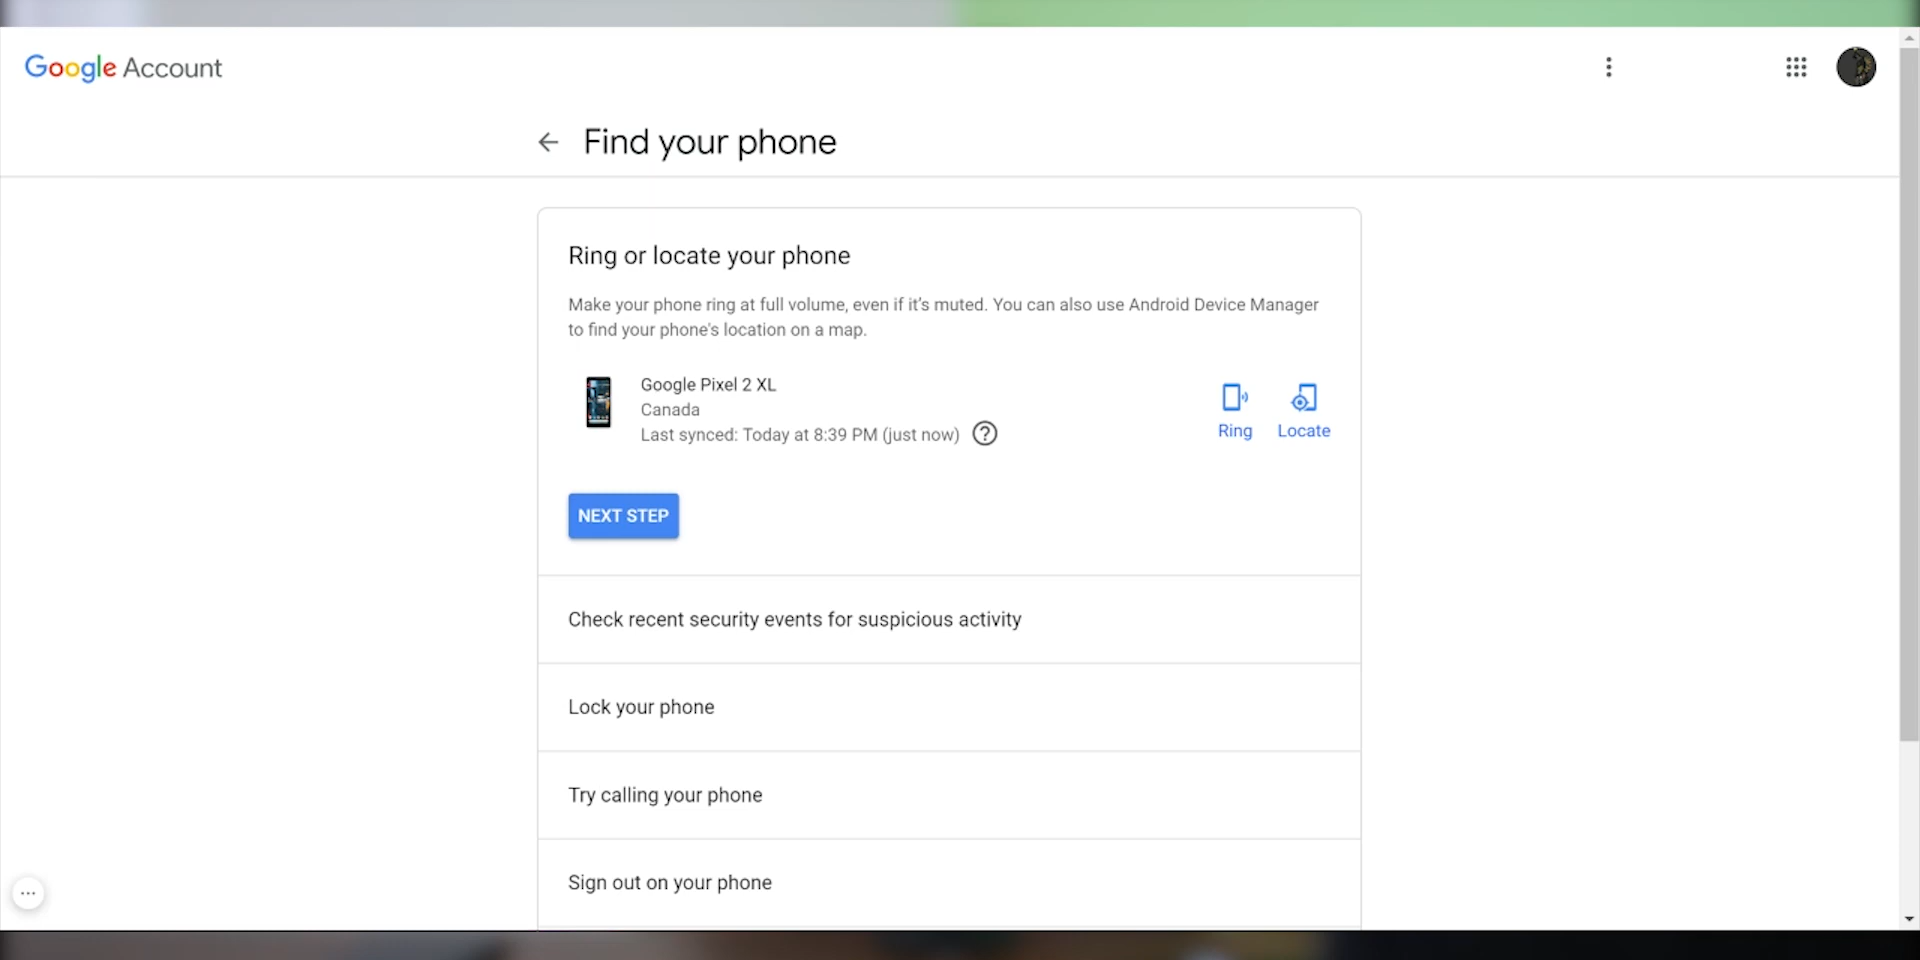 Google Account
Find your phone
Ring or locate your phone
Make your phone ring at full volume, even if it's muted. You can also use Android Device Manager
to find your phone's location on a map.
Google Pixel 2 XL
Canada
Last synced: Today at 8:39 PM (just now)
Ring
Locate
NEXT STEP
Check recent security events for suspicious activity
Lock your phone
Try calling your phone
Sign out on your phone